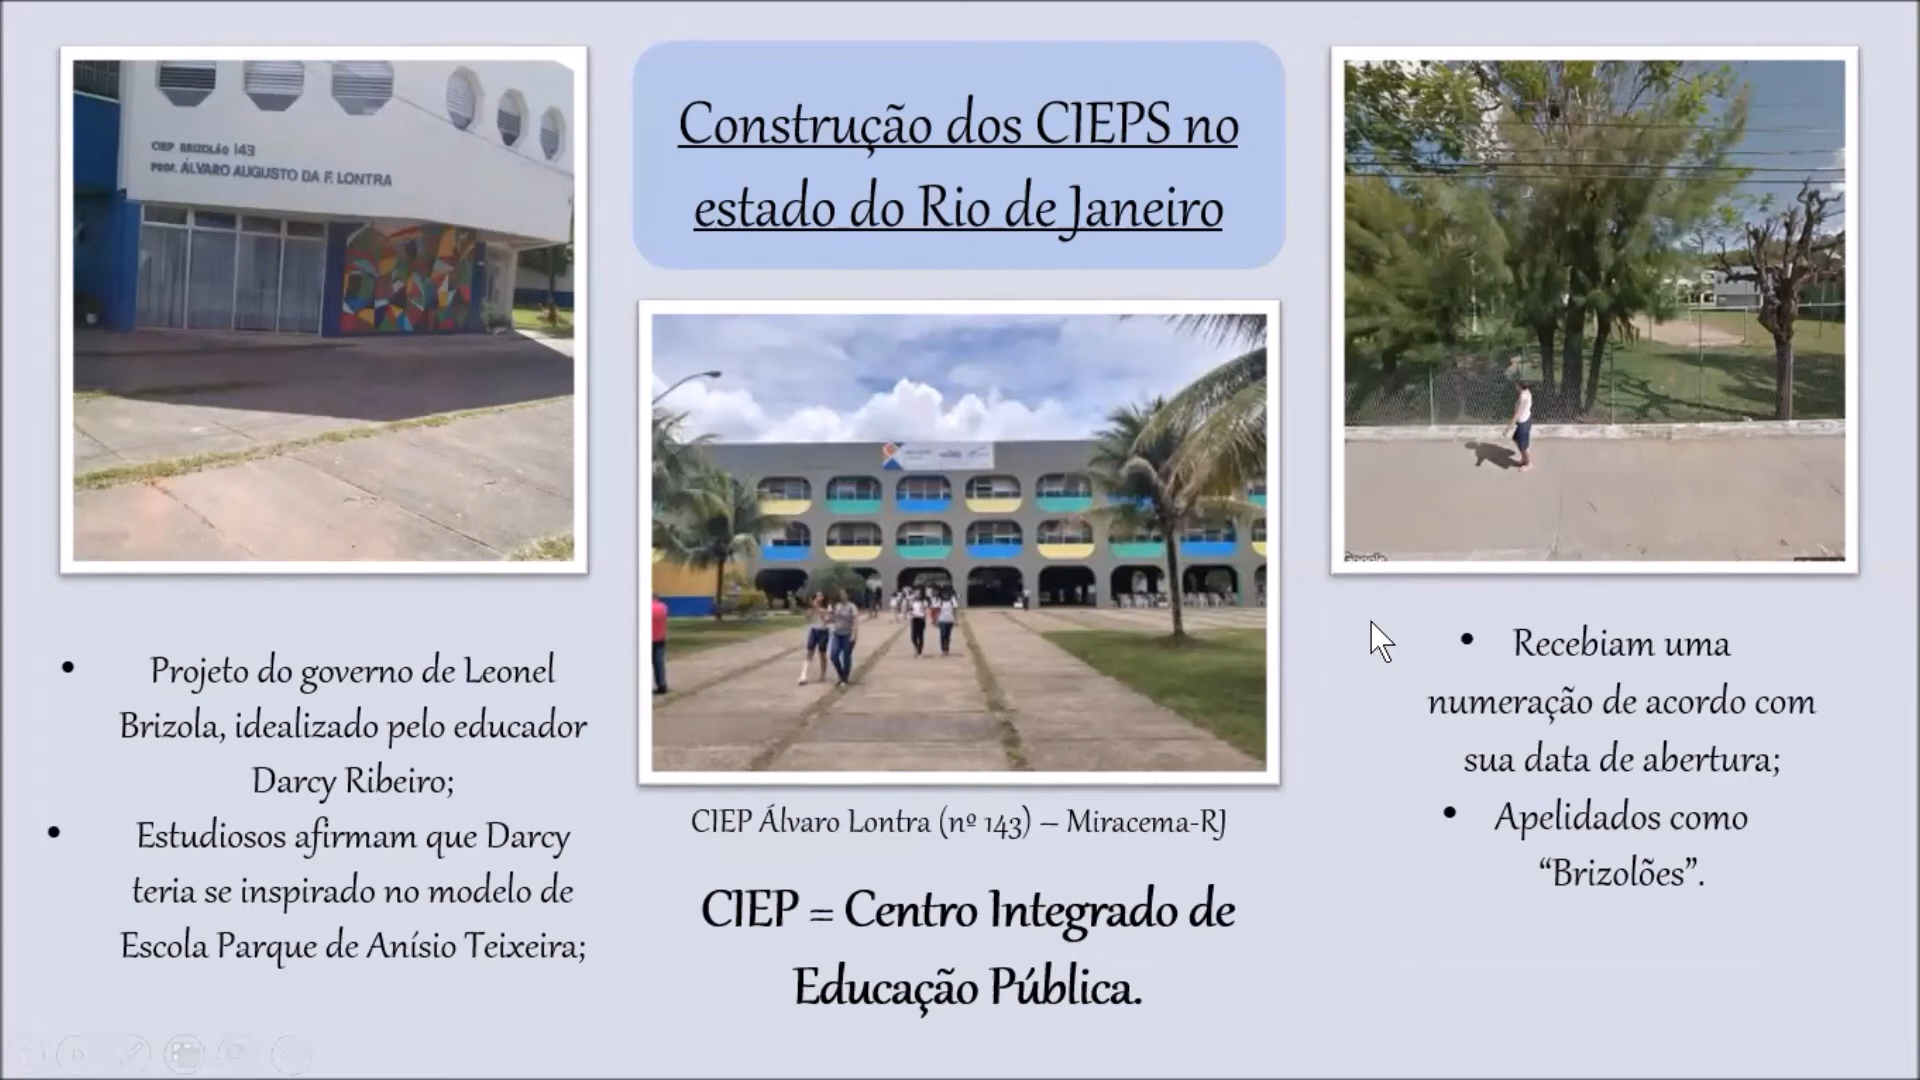 Construção dos CIEPS no
estado do Rio de Janeiro
CIEP BRIZOLÃO 143
PROF. ÁLVARO AUGUSTO DA F. LONTRA
Google
• Projeto do governo de Leonel
Brizola, idealizado pelo educador
Darcy Ribeiro;
• Estudiosos afirmam que Darcy
teria se inspirado no modelo de
Escola Parque de Anísio Teixeira;
CIEP Álvaro Lontra (nº 143) – Miracema-RJ
CIEP = Centro Integrado de
Educação Pública.
• Recebiam uma
numeração de acordo com
sua data de abertura;
• Apelidados como
“Brizolões”.